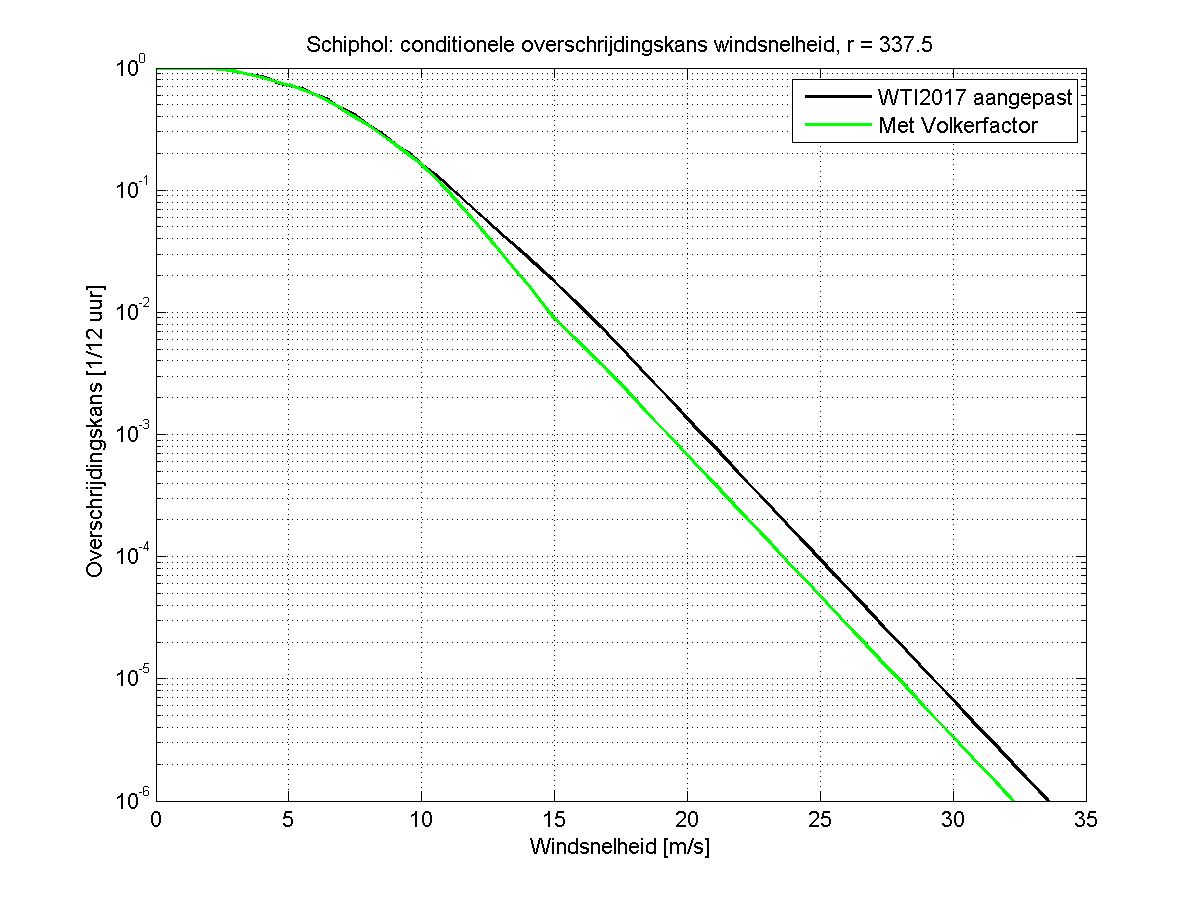 Schiphol: conditionele overschrijdingskans windsnelheid, r = 337.5
WTI2017 aangepast
Met Volkerfactor
Overschrijdingskans [1/12 uur]
10^0
10^-1
10^-2
10^-3
10^-4
10^-5
10^-6
0 5 10 15 20 25 30 35
Windsnelheid [m/s]